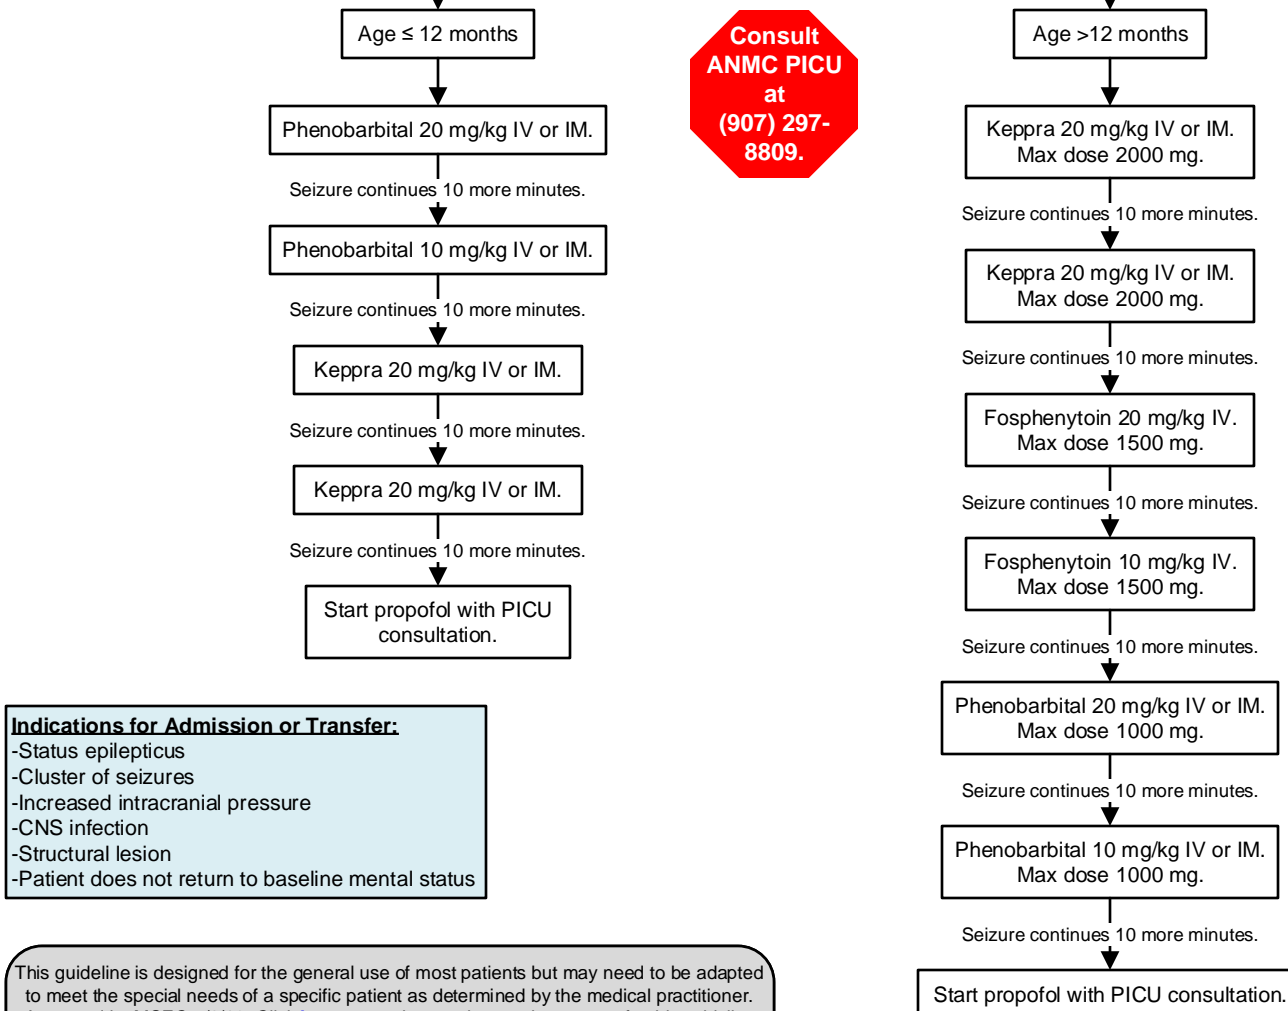 Age ≤ 12 months
Phenobarbital 20 mg/kg IV or IM.
Seizure continues 10 more minutes.
Phenobarbital 10 mg/kg IV or IM.
Seizure continues 10 more minutes.
Keppra 20 mg/kg IV or IM.
Seizure continues 10 more minutes.
Keppra 20 mg/kg IV or IM.
Seizure continues 10 more minutes.
Start propofol with PICU
consultation.
Consult
ANMC PICU
at
(907) 297-
8809.
Age >12 months
Keppra 20 mg/kg IV or IM.
Max dose 2000 mg.
Seizure continues 10 more minutes.
Keppra 20 mg/kg IV or IM.
Max dose 2000 mg.
Seizure continues 10 more minutes.
Fosphenytoin 20 mg/kg IV.
Max dose 1500 mg.
Seizure continues 10 more minutes.
Fosphenytoin 10 mg/kg IV.
Max dose 1500 mg.
Seizure continues 10 more minutes.
Phenobarbital 20 mg/kg IV or IM.
Max dose 1000 mg.
Seizure continues 10 more minutes.
Phenobarbital 10 mg/kg IV or IM.
Max dose 1000 mg.
Seizure continues 10 more minutes.
Start propofol with PICU consultation.
Indications for Admission or Transfer:
-Status epilepticus
-Cluster of seizures
-Increased intracranial pressure
-CNS infection
-Structural lesion
-Patient does not return to baseline mental status
This guideline is designed for the general use of most patients but may need to be adapted
to meet the special needs of a specific patient as determined by the medical practitioner.